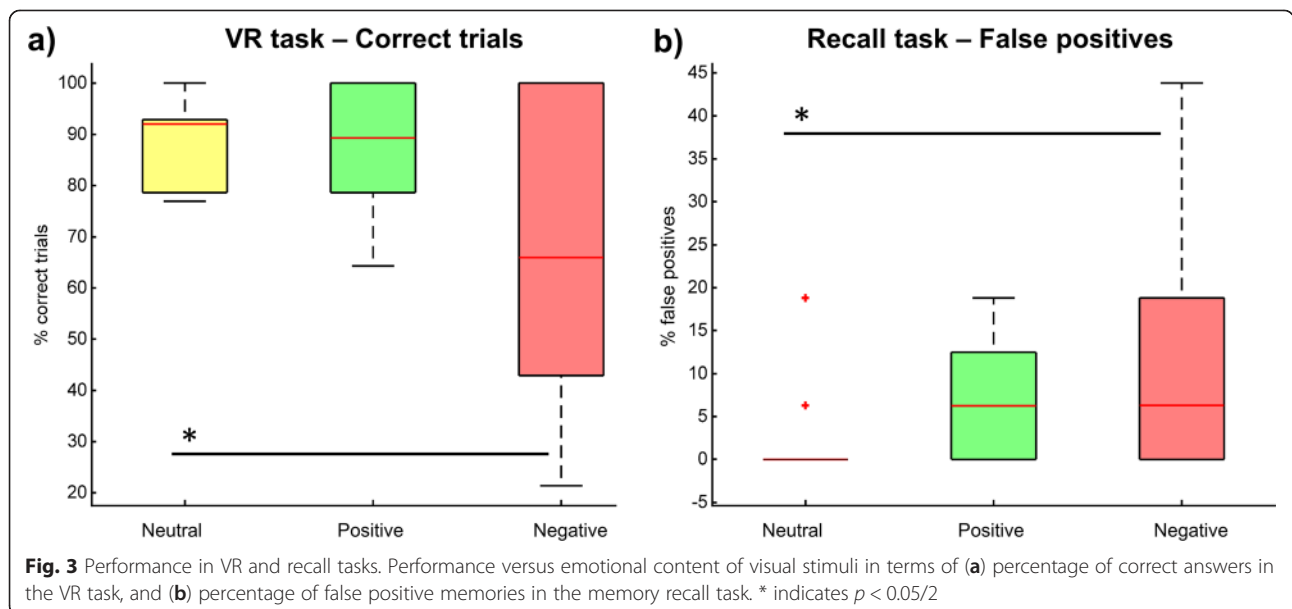 a)
VR task – Correct trials
% correct trials
100
90
80
70
60
50
40
30
20
*
Neutral
Positive
Negative
b)
Recall task – False positives
% false positives
45
40
35
30
25
20
15
10
5
0
-5
*
Neutral
Positive
Negative
Fig. 3 Performance in VR and recall tasks. Performance versus emotional content of visual stimuli in terms of (a) percentage of correct answers in
the VR task, and (b) percentage of false positive memories in the memory recall task. * indicates p < 0.05/2